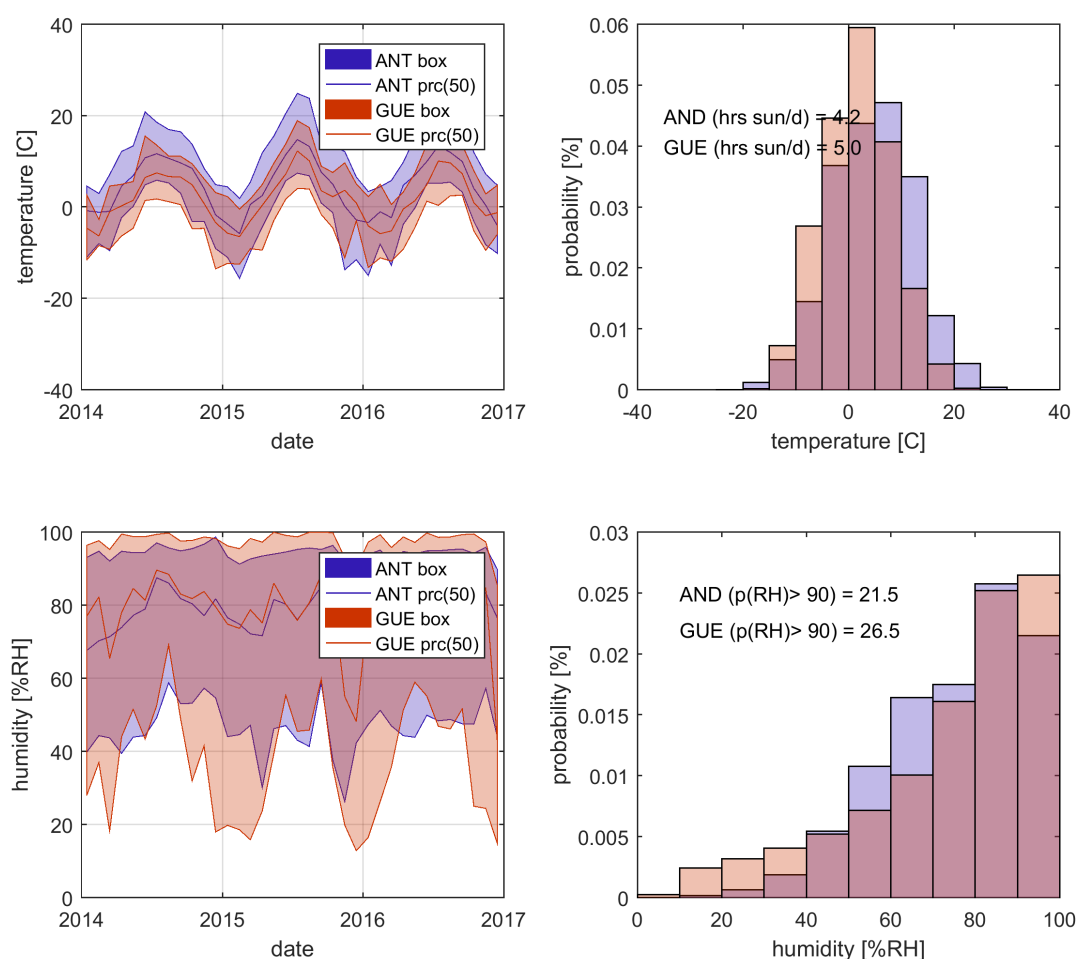 40
20
0
-20
-40
temperature [C]
2014
2015
2016
2017
date
ANT box
ANT prc(50)
GUE box
GUE prc(50)
0.06
0.05
0.04
0.03
0.02
0.01
0
probability [%]
AND (hrs sun/d) = 4.2
GUE (hrs sun/d) = 5.0
-40
-20
0
20
40
temperature [C]
100
80
60
40
20
0
humidity [%RH]
2014
2015
2016
2017
date
ANT box
ANT prc(50)
GUE box
GUE prc(50)
0.03
0.025
0.02
0.015
0.01
0.005
0
probability [%]
AND (p(RH)> 90) = 21.5
GUE (p(RH)> 90) = 26.5
0
20
40
60
80
100
humidity [%RH]